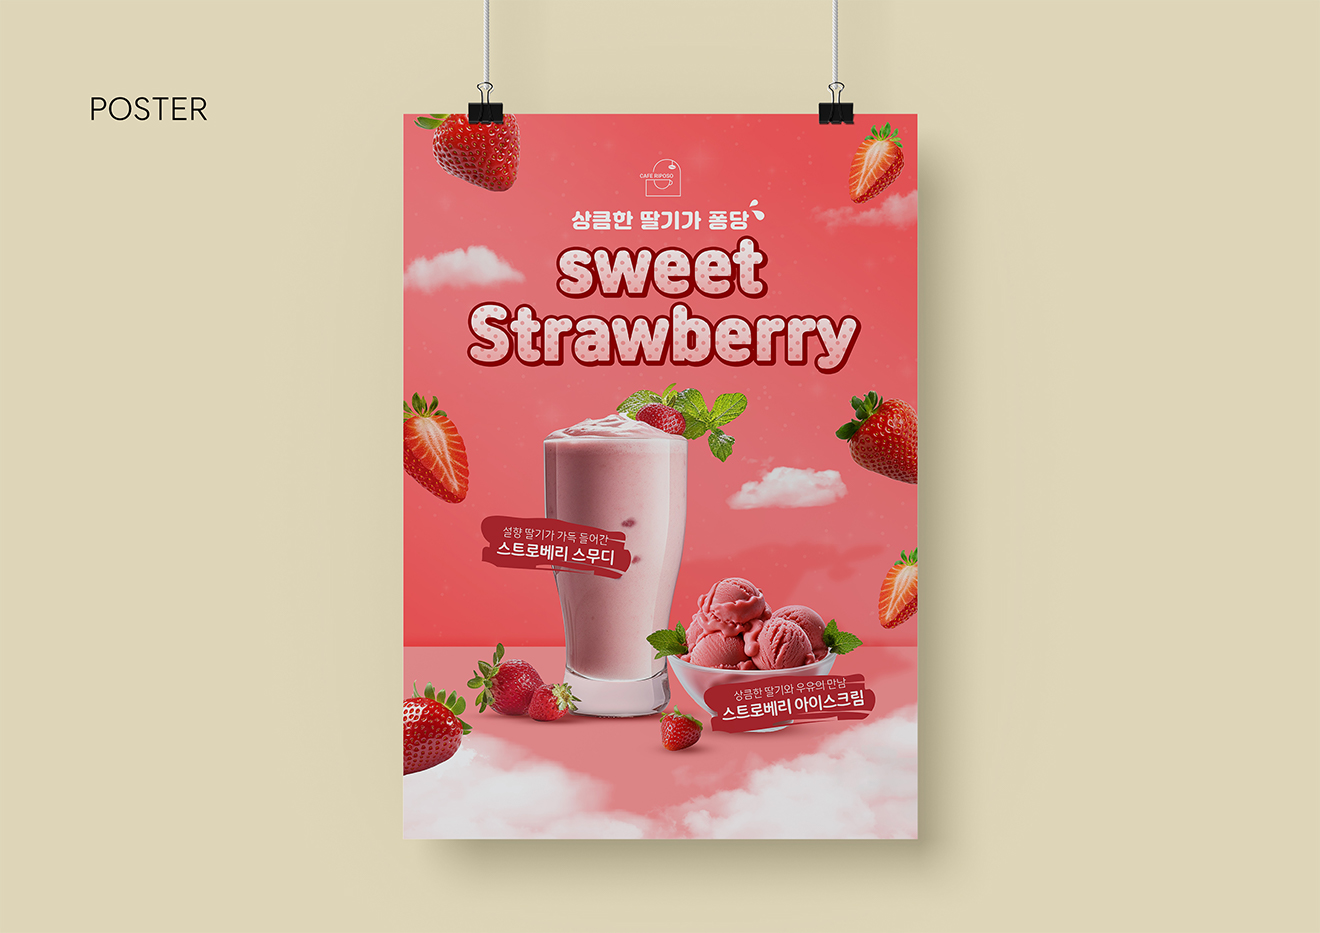 POSTER
CAFE RIPOSO
상큼한 딸기가 퐁당
sweet
Strawberry
설향 딸기가 가득 들어간
스트로베리 스무디
상큼한 딸기와 우유의 만남
스트로베리 아이스크림